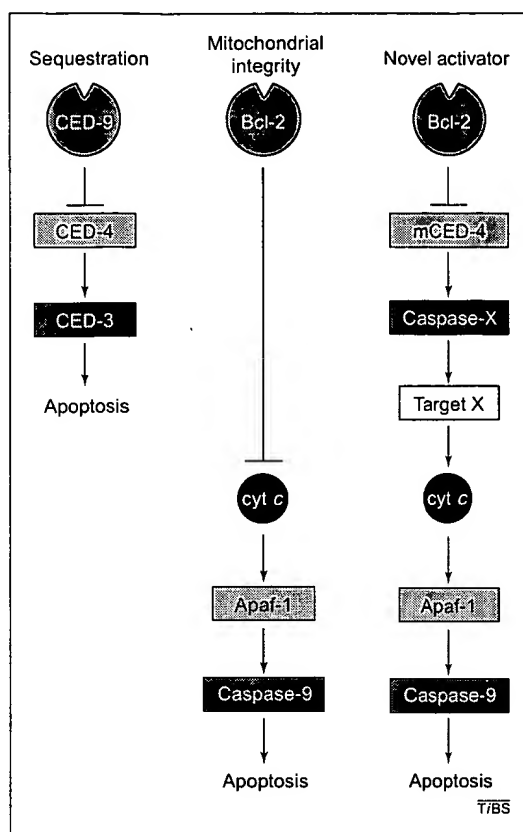 Sequestration
CED-9
CED-4
CED-3
Apoptosis
Mitochondrial
integrity
Bcl-2
cyt c
Apaf-1
Caspase-9
Apoptosis
Novel activator
Bcl-2
mCED-4
Caspase-X
Target X
cyt c
Apaf-1
Caspase-9
Apoptosis
TiBS